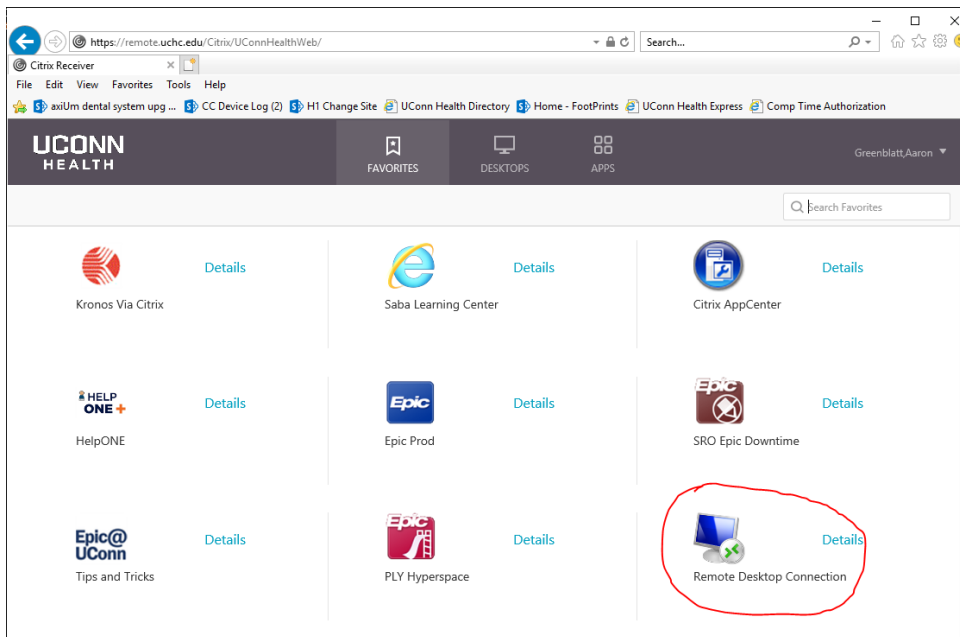 https://remote.uchc.edu/Citrix/UConnHealthWeb/
Search...
Citrix Receiver
File Edit View Favorites Tools Help
axiUm dental system upg ... CC Device Log (2) H1 Change Site UConn Health Directory Home - FootPrints UConn Health Express Comp Time Authorization
UCONN
HEALTH
FAVORITES
DESKTOPS
APPS
Greenblatt,Aaron
Search Favorites
Details
Details
Details
Kronos Via Citrix
Saba Learning Center
Citrix AppCenter
HELP
ONE +
Details
Epic
Details
Epic
Details
HelpONE
Epic Prod
SRO Epic Downtime
Epic@
UConn
Details
Epic
Details
Details
Tips and Tricks
PLY Hyperspace
Remote Desktop Connection